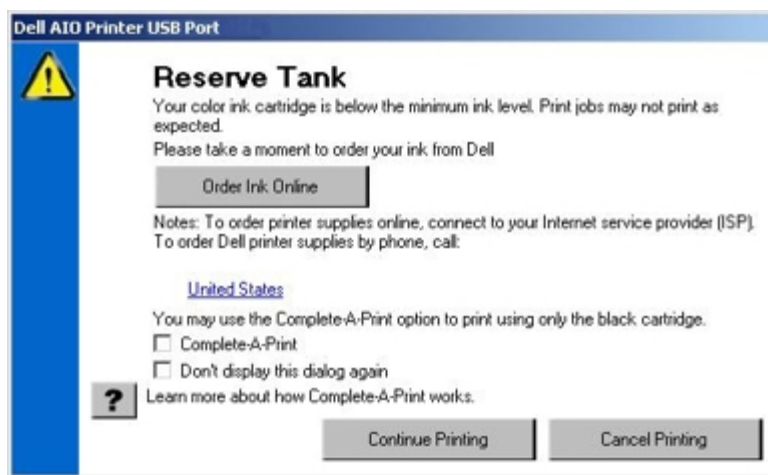 Dell AIO Printer USB Port
Reserve Tank
Your color ink cartridge is below the minimum ink level. Print jobs may not print as
expected.
Please take a moment to order your ink from Dell
Order Ink Online
Notes: To order printer supplies online, connect to your Internet service provider (ISP).
To order Dell printer supplies by phone, call:
United States
You may use the Complete-A-Print option to print using only the black cartridge.
Complete-A-Print
Don't display this dialog again
? Learn more about how Complete-A-Print works.
Continue Printing Cancel Printing